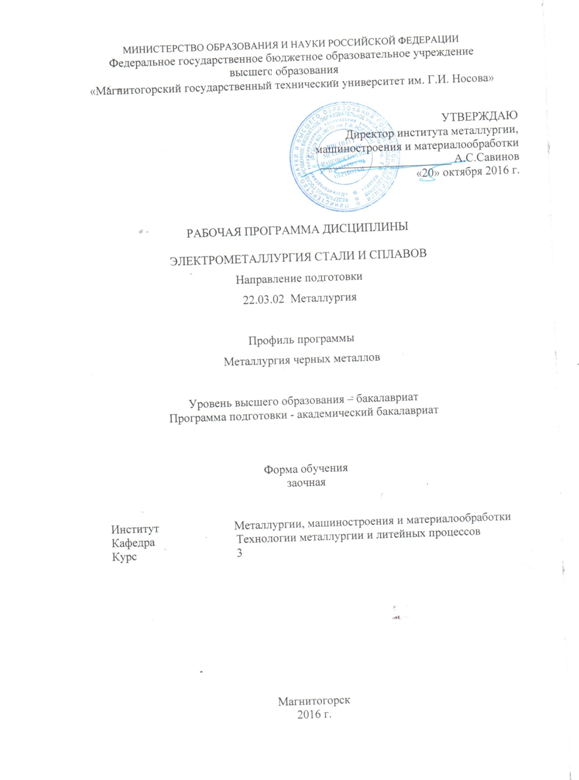 МИНИСТЕРСТВО ОБРАЗОВАНИЯ И НАУКИ РОССИЙСКОЙ ФЕДЕРАЦИИ
Федеральное государственное бюджетное образовательное учреждение
высшего образования
«Магнитогорский государственный технический университет им. Г.И. Носова»
УТВЕРЖДАЮ
Директор института металлургии,
машиностроения и материалообработки
А.С.Савинов
«20» октября 2016 г.
РАБОЧАЯ ПРОГРАММА ДИСЦИПЛИНЫ
ЭЛЕКТРОМЕТАЛЛУРГИЯ СТАЛИ И СПЛАВОВ
Направление подготовки
22.03.02 Металлургия
Профиль программы
Металлургия черных металлов
Уровень высшего образования – бакалавриат
Программа подготовки - академический бакалавриат
Форма обучения
заочная
Институт Металлургии, машиностроения и материалообработки
Кафедра Технологии металлургии и литейных процессов
Курс 3
Магнитогорск
2016 г.